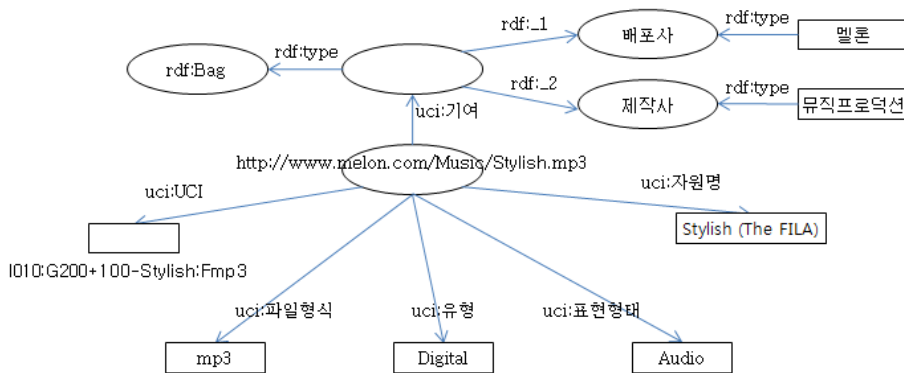 rdf:_1
배포사
rdf:type
멜론
rdf:Bag
rdf:type
rdf:_2
제작사
rdf:type
뮤직프로덕션
uci:기여
http://www.melon.com/Music/Stylish.mp3
uci:UCI
uci:자원명
Stylish (The FILA)
I010:G200+100-Stylish:Fmp3
uci:파일형식
uci:유형
uci:표현형태
mp3
Digital
Audio